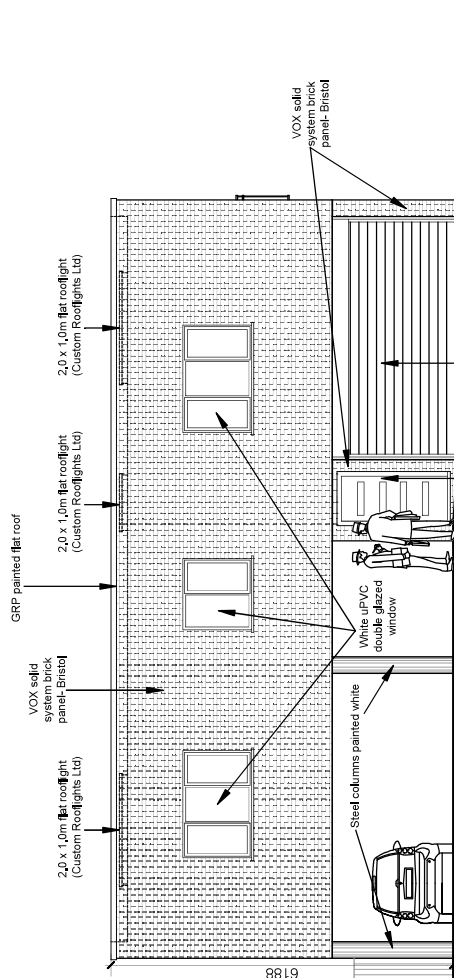 GRP painted flat roof
2.0 x 1.0m flat rooflight
(Custom Rooflights Ltd)
VOX solid
system brick
panel- Bristol
2.0 x 1.0m flat rooflight
(Custom Rooflights Ltd)
2.0 x 1.0m flat rooflight
(Custom Rooflights Ltd)
VOX solid
system brick
panel- Bristol
White uPVC
double glazed
window
Steel columns painted white
6188